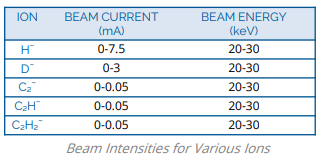 ION BEAM CURRENT (mA) BEAM ENERGY (keV)
H⁻ 0-7.5 20-30
D⁻ 0-3 20-30
C₂⁻ 0-0.05 20-30
C₂H⁻ 0-0.05 20-30
C₂H₂⁻ 0-0.05 20-30
Beam Intensities for Various Ions